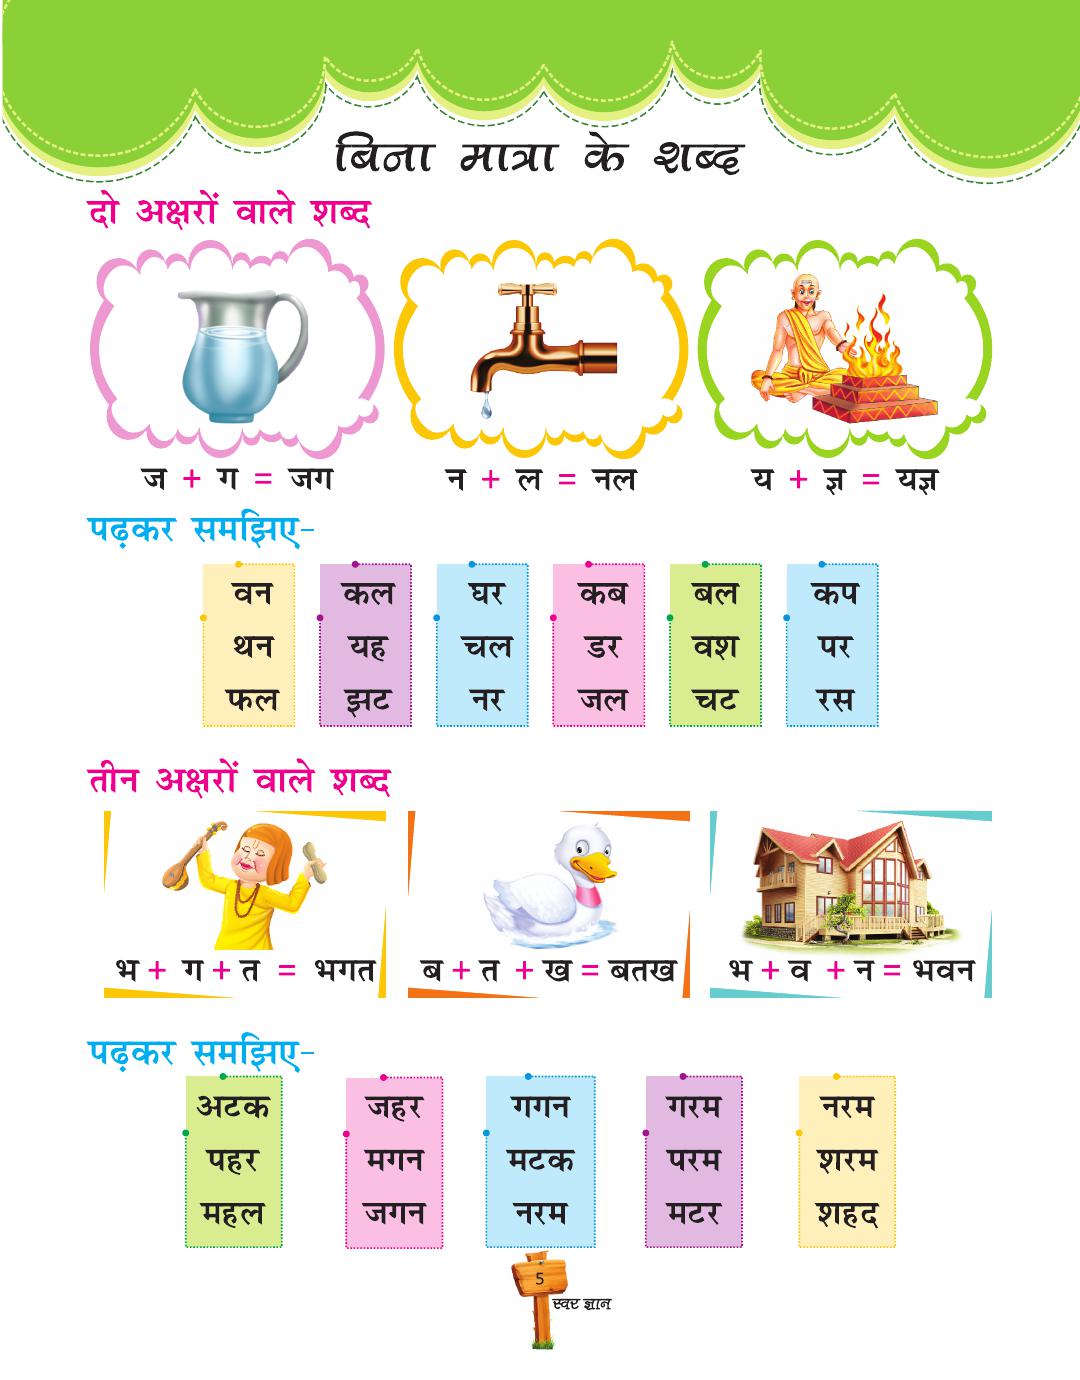 बिना मात्रा के शब्द
दो अक्षरों वाले शब्द
ज + ग = जग न + ल = नल य + ज्ञ = यज्ञ
पढ़कर समझिए-
वन कल घर कब बल कप
थन यह चल डर वश पर
फल झट नर जल चट रस
तीन अक्षरों वाले शब्द
भ + ग + त = भगत ब + त + ख = बतख भ + व + न = भवन
पढ़कर समझिए-
अटक जहर गगन गरम नरम
पहर मगन मटक परम शरम
महल जगन नरम मटर शहद
5
स्वर ज्ञान